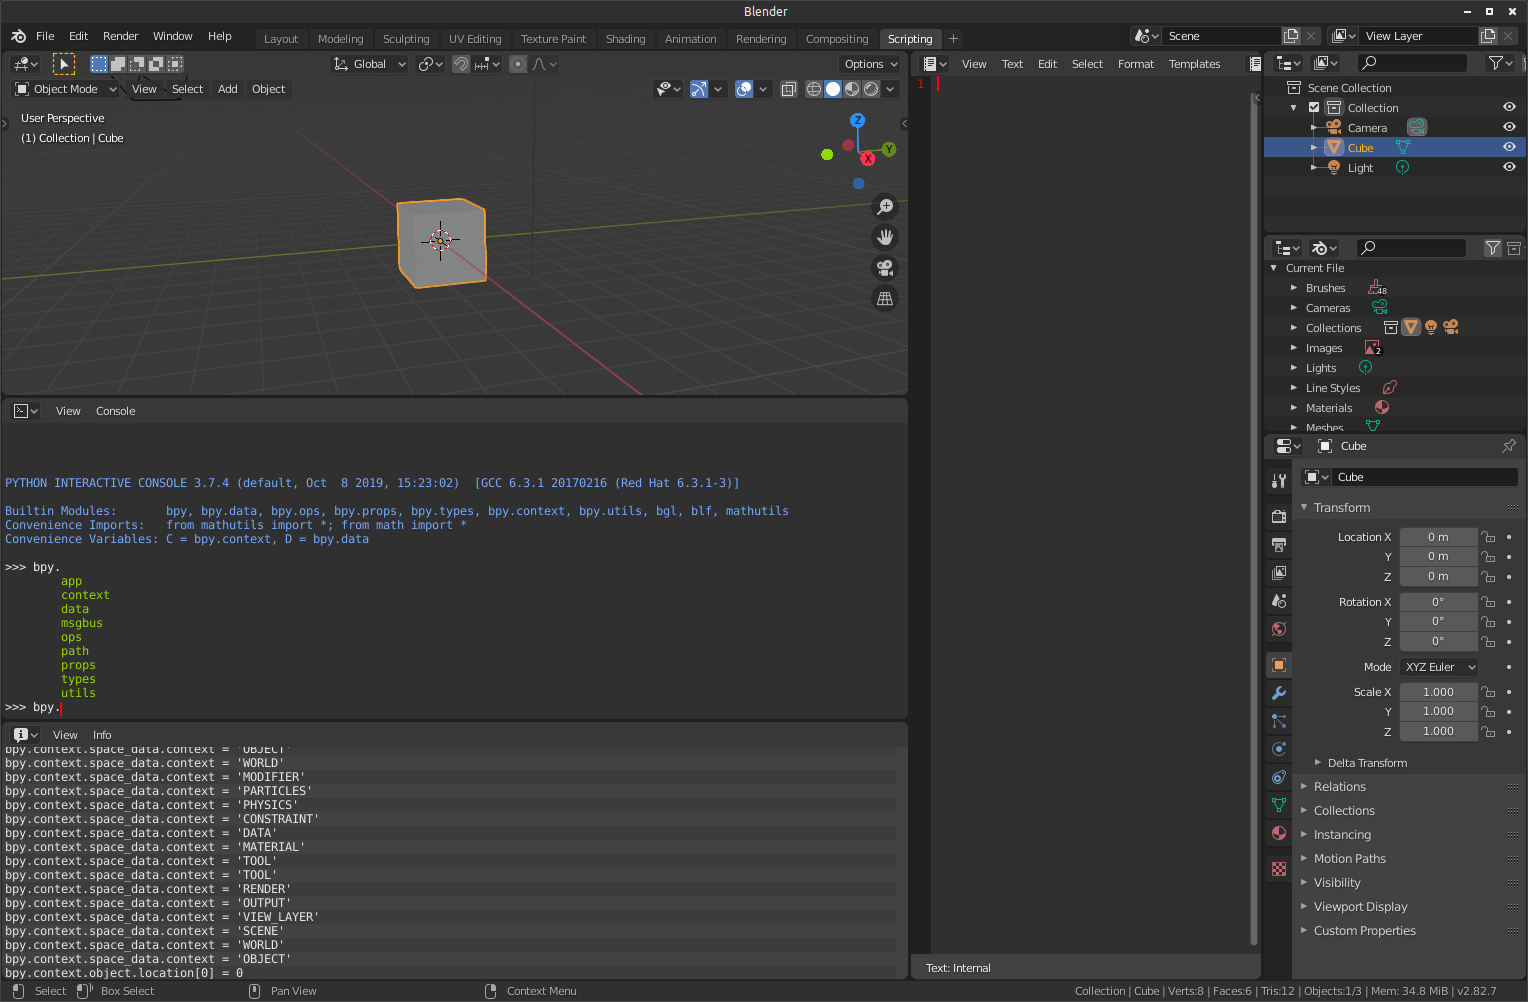 Blender
File Edit Render Window Help Layout Modeling Sculpting UV Editing Texture Paint Shading Animation Rendering Compositing Scripting + Scene View Layer
Global Options
Object Mode View Select Add Object
User Perspective
(1) Collection | Cube
Z
Y
X
View Console
PYTHON INTERACTIVE CONSOLE 3.7.4 (default, Oct  8 2019, 15:23:02)  [GCC 6.3.1 20170216 (Red Hat 6.3.1-3)]
Builtin Modules:       bpy, bpy.data, bpy.ops, bpy.props, bpy.types, bpy.context, bpy.utils, bgl, blf, mathutils
Convenience Imports:   from mathutils import *; from math import *
Convenience Variables: C = bpy.context, D = bpy.data
>>> bpy.
app
context
data
msgbus
ops
path
props
types
utils
>>> bpy.
View Info
bpy.context.space_data.context = 'OBJECT'
bpy.context.space_data.context = 'WORLD'
bpy.context.space_data.context = 'MODIFIER'
bpy.context.space_data.context = 'PARTICLES'
bpy.context.space_data.context = 'PHYSICS'
bpy.context.space_data.context = 'CONSTRAINT'
bpy.context.space_data.context = 'DATA'
bpy.context.space_data.context = 'MATERIAL'
bpy.context.space_data.context = 'TOOL'
bpy.context.space_data.context = 'TOOL'
bpy.context.space_data.context = 'RENDER'
bpy.context.space_data.context = 'OUTPUT'
bpy.context.space_data.context = 'VIEW_LAYER'
bpy.context.space_data.context = 'SCENE'
bpy.context.space_data.context = 'WORLD'
bpy.context.space_data.context = 'OBJECT'
bpy.context.object.location[0] = 0
View Text Edit Select Format Templates
1
Text: Internal
Scene Collection
Collection
Camera
Cube
Light
Current File
Brushes 48
Cameras
Collections
Images 2
Lights
Line Styles
Materials
Meshes
Cube
Cube
Transform
Location X 0 m
Y 0 m
Z 0 m
Rotation X 0°
Y 0°
Z 0°
Mode XYZ Euler
Scale X 1.000
Y 1.000
Z 1.000
Delta Transform
Relations
Collections
Instancing
Motion Paths
Visibility
Viewport Display
Custom Properties
Select Box Select Pan View Context Menu Collection | Cube | Verts:8 | Faces:6 | Tris:12 | Objects:1/3 | Mem: 34.8 MiB | v2.82.7